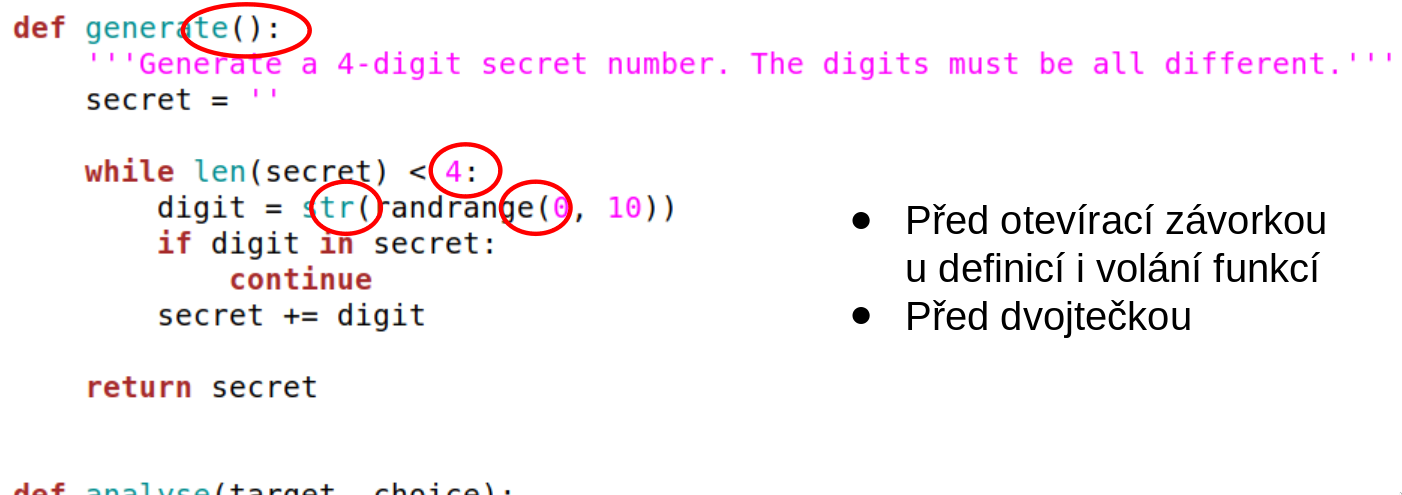 def generate():
    '''Generate a 4-digit secret number. The digits must be all different.'''
    secret = ''
    while len(secret) < 4:
        digit = str(randrange(0, 10))
        if digit in secret:
            continue
        secret += digit
    return secret
def analyse(target, choice):
● Před otevírací závorkou
u definicí i volání funkcí
● Před dvojtečkou